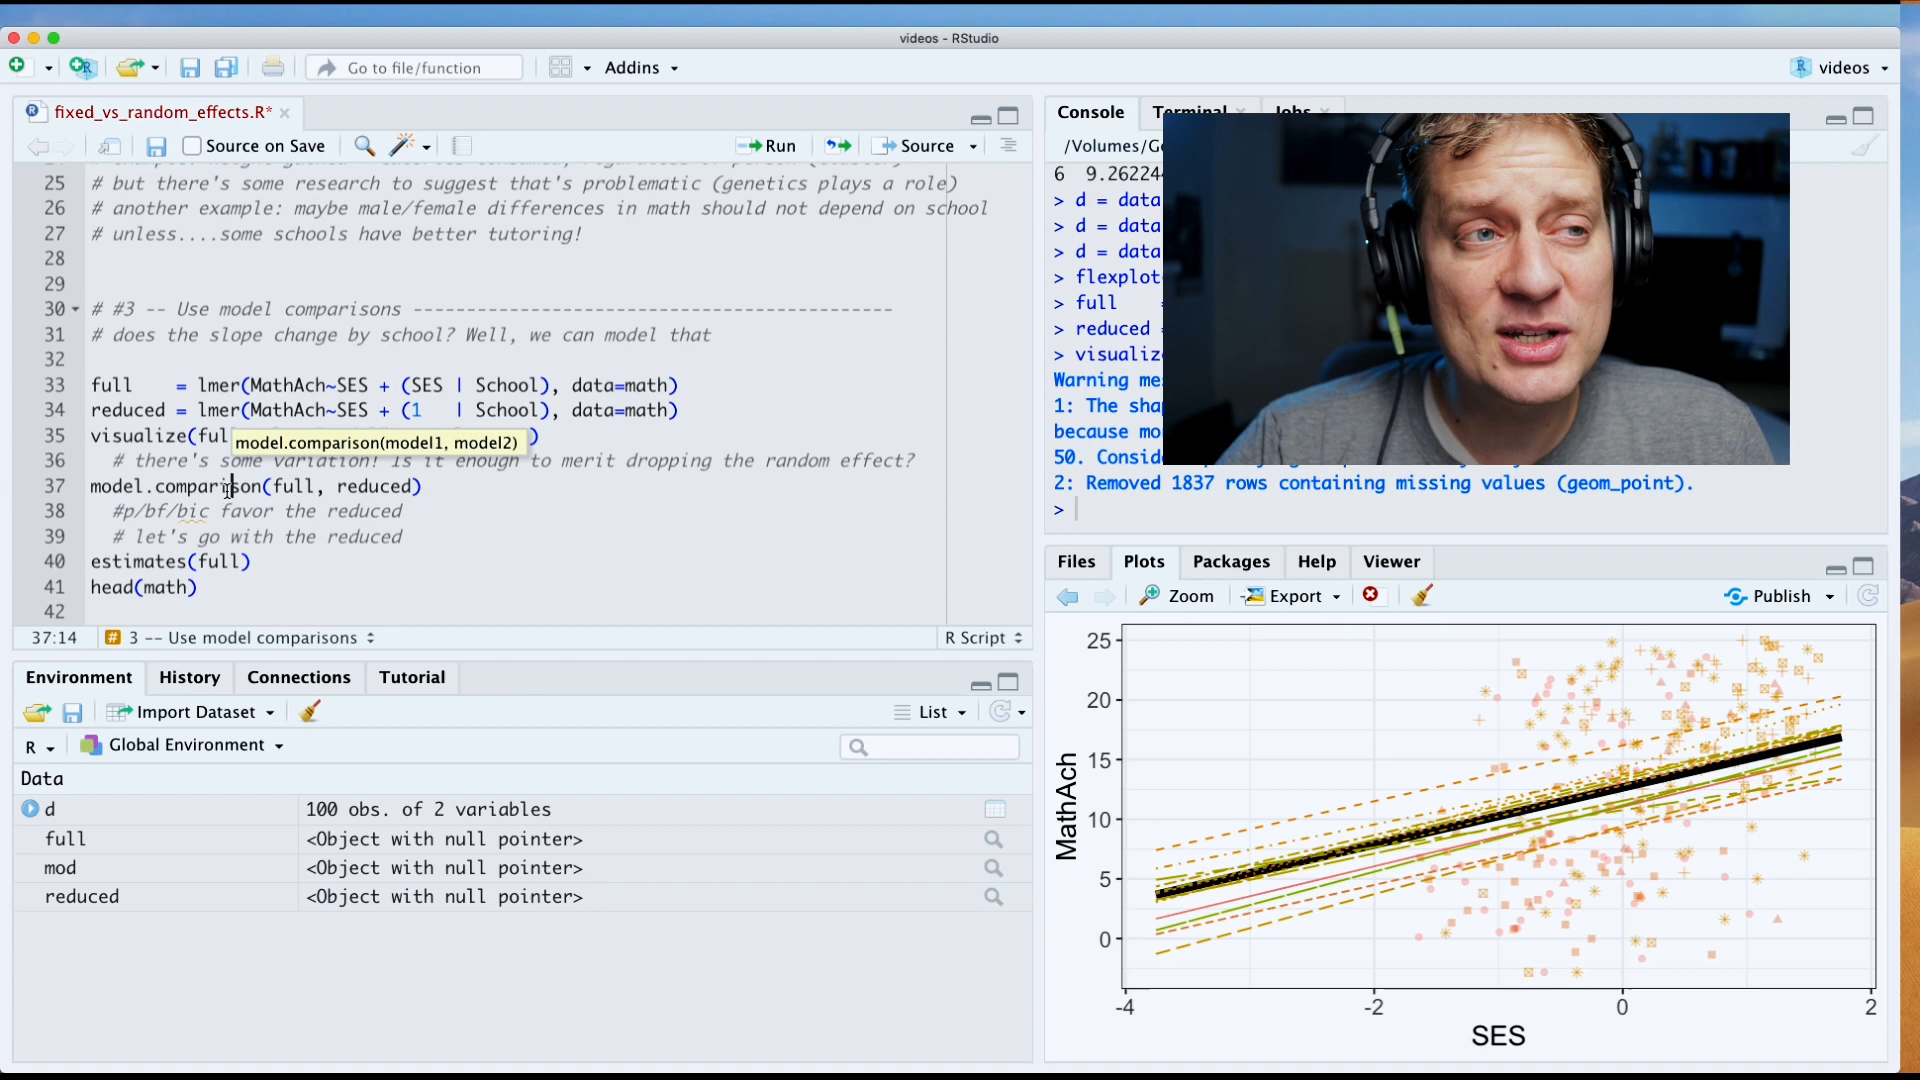 videos - RStudio
Go to file/function
Addins
videos
fixed_vs_random_effects.R*
Source on Save
Run
Source
25 # but there's some research to suggest that's problematic (genetics plays a role)
26 # another example: maybe male/female differences in math should not depend on school
27 # unless....some schools have better tutoring!
28
29
30 # #3 -- Use model comparisons ---------------------------------------------
31 # does the slope change by school? Well, we can model that
32
33 full    = lmer(MathAch~SES + (SES | School), data=math)
34 reduced = lmer(MathAch~SES + (1   | School), data=math)
35 visualize(ful )
model.comparison(model1, model2)
36 # there's some variation! Is it enough to merit dropping the random effect?
37 model.comparison(full, reduced)
38 #p/bf/bic favor the reduced
39 # let's go with the reduced
40 estimates(full)
41 head(math)
42
37:14
# 3 -- Use model comparisons
R Script
Console
Terminal
Jobs
/Volumes/G
6 9.26224
> d = data
> d = data
> d = data
> flexplot
> full =
> reduced =
> visualiz
Warning me
1: The sha
because mo
50. Consid
2: Removed 1837 rows containing missing values (geom_point).
>
Environment
History
Connections
Tutorial
Import Dataset
List
R
Global Environment
Data
d 100 obs. of 2 variables
full <Object with null pointer>
mod <Object with null pointer>
reduced <Object with null pointer>
Files
Plots
Packages
Help
Viewer
Zoom
Export
Publish
25
20
15
10
5
0
MathAch
-4
-2
0
2
SES